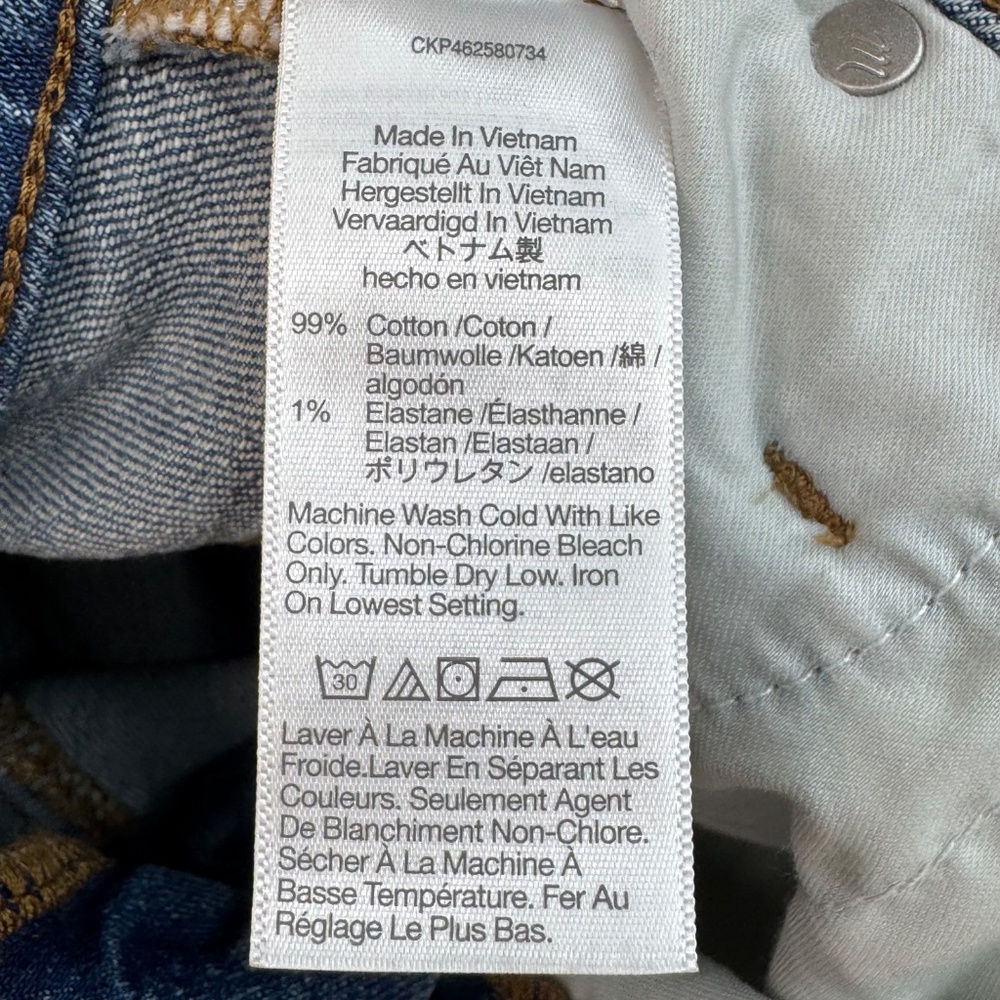 CKP462580734
Made In Vietnam
Fabriqué Au Viêt Nam
Hergestellt In Vietnam
Vervaardigd In Vietnam
ベトナム製
hecho en vietnam
99% Cotton /Coton /
Baumwolle /Katoen /綿 /
algodón
1% Elastane /Élasthanne /
Elastan /Elastaan /
ポリウレタン /elastano
Machine Wash Cold With Like
Colors. Non-Chlorine Bleach
Only. Tumble Dry Low. Iron
On Lowest Setting.
30
Laver À La Machine À L'eau
Froide.Laver En Séparant Les
Couleurs. Seulement Agent
De Blanchiment Non-Chlore.
Sécher À La Machine À
Basse Température. Fer Au
Réglage Le Plus Bas.